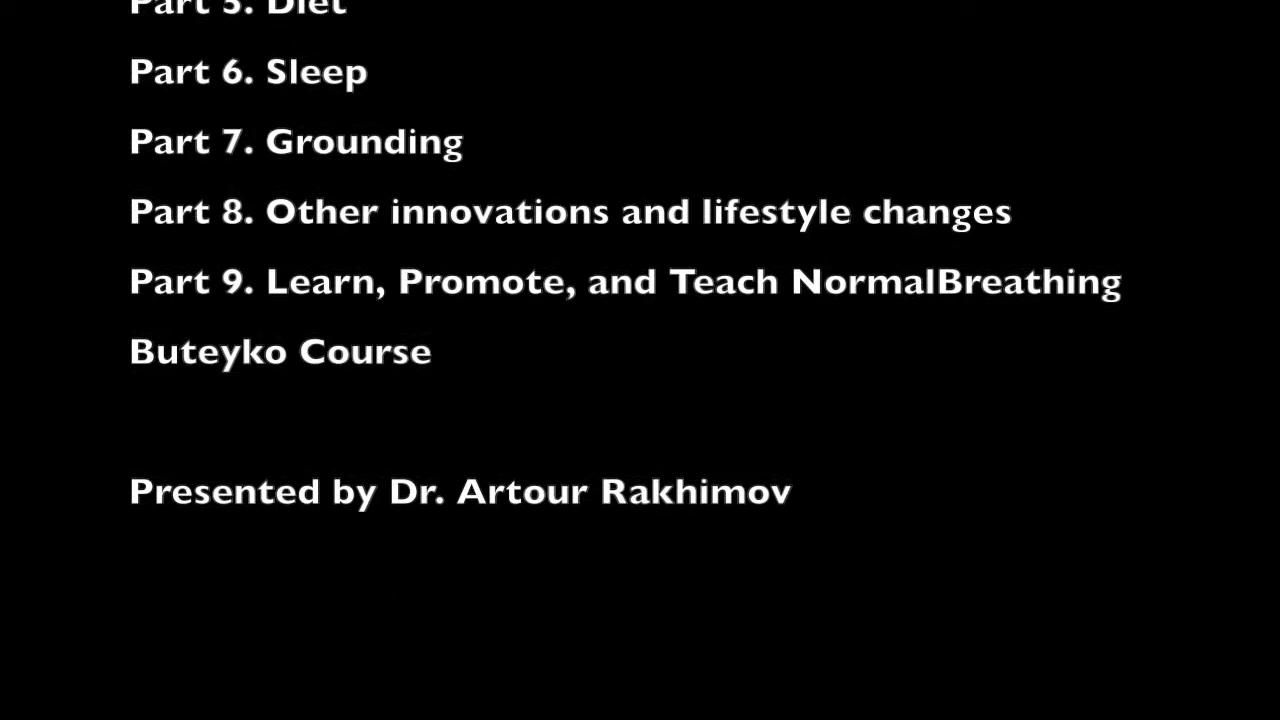 Part 5. Diet
Part 6. Sleep
Part 7. Grounding
Part 8. Other innovations and lifestyle changes
Part 9. Learn, Promote, and Teach NormalBreathing
Buteyko Course
Presented by Dr. Artour Rakhimov